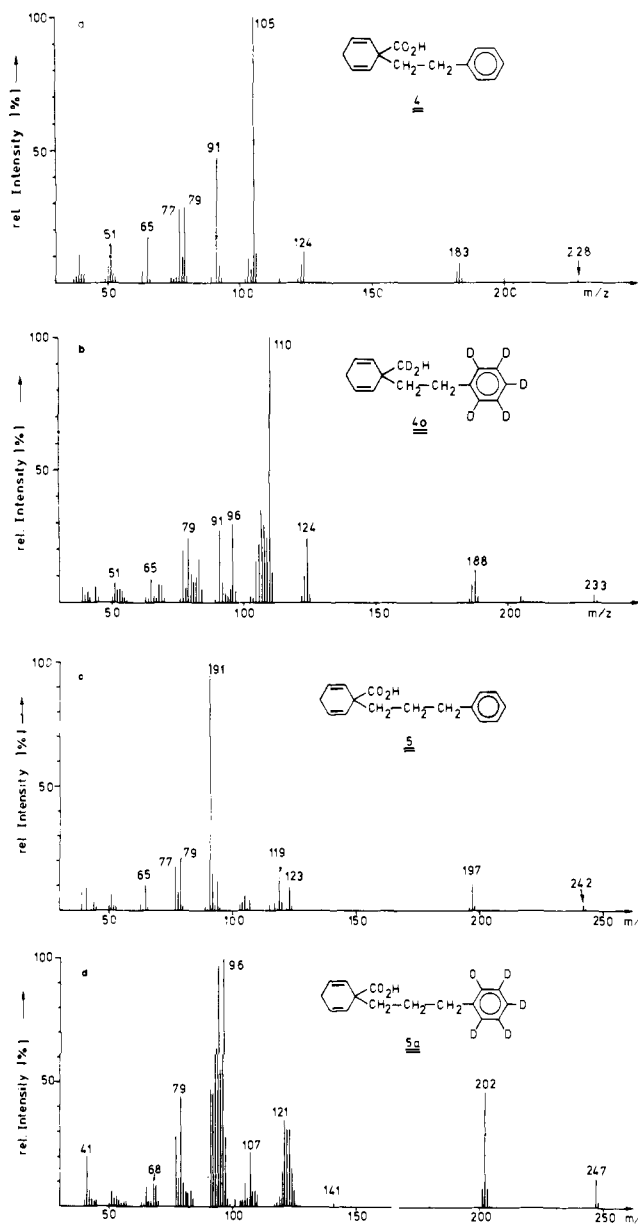 100
a
105
CO₂H
CH₂—CH₂
4
rel. Intensity [%] →
50
91
77
79
51
65
124
183
228
50
100
150
200
m/z
100
b
110
CD₂H
CH₂—CH₂
D
D
D
D
D
4a
rel. Intensity [%] →
50
79
91
96
124
51
65
188
233
50
100
150
200
m/z
100
c
91
CO₂H
CH₂—CH₂—CH₂
5
rel. Intensity [%] →
50
77
79
65
119
123
197
242
50
100
150
200
250
m/
100
d
96
CO₂H
CH₂—CH₂—CH₂
D
D
D
D
D
5a
rel. Intensity [%] →
50
79
202
121
41
107
68
141
247
50
100
150
200
250
m/